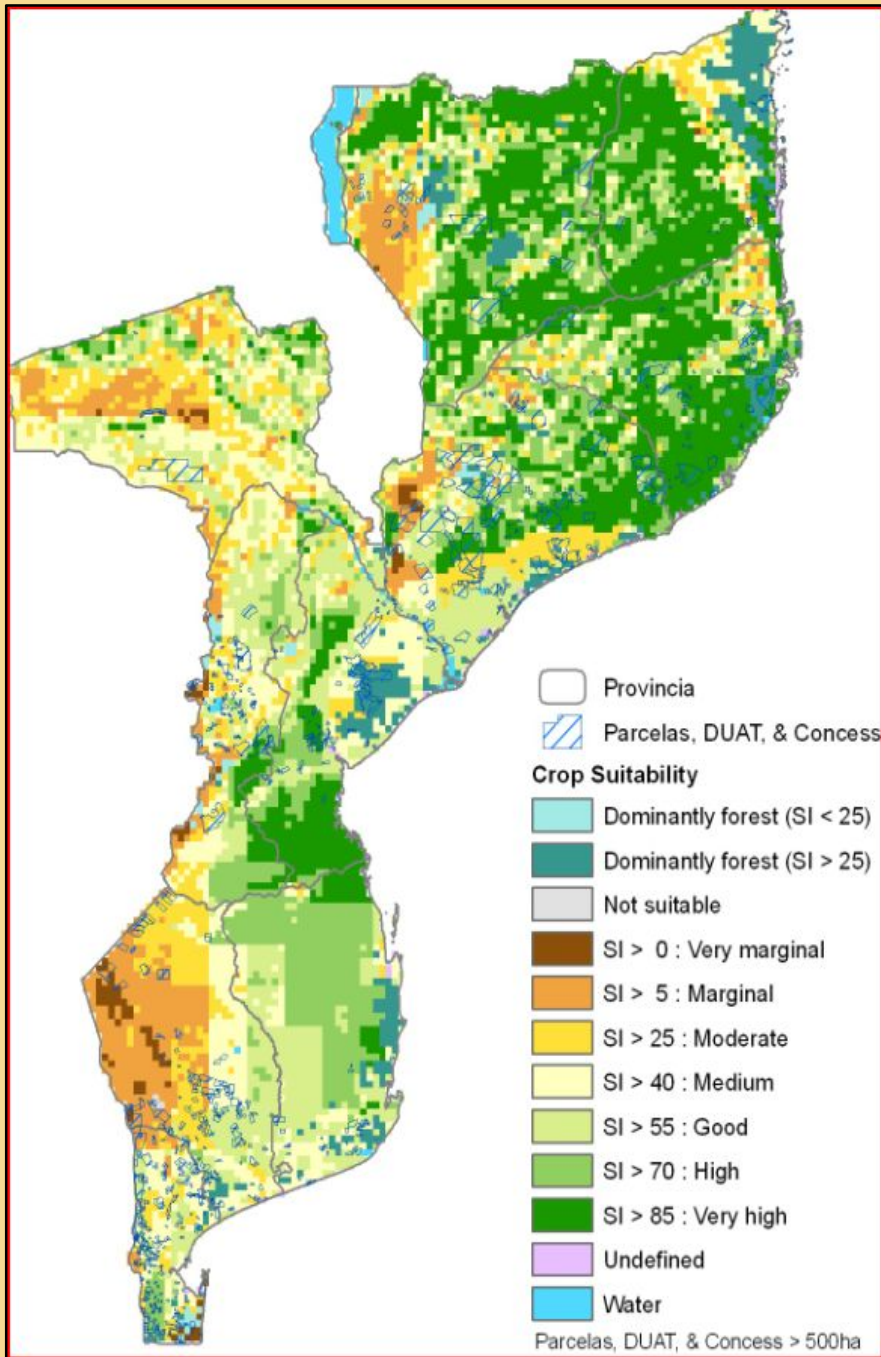 Provincia
Parcelas, DUAT, & Concess
Crop Suitability
Dominantly forest (SI < 25)
Dominantly forest (SI > 25)
Not suitable
SI > 0 : Very marginal
SI > 5 : Marginal
SI > 25 : Moderate
SI > 40 : Medium
SI > 55 : Good
SI > 70 : High
SI > 85 : Very high
Undefined
Water
Parcelas, DUAT, & Concess > 500ha